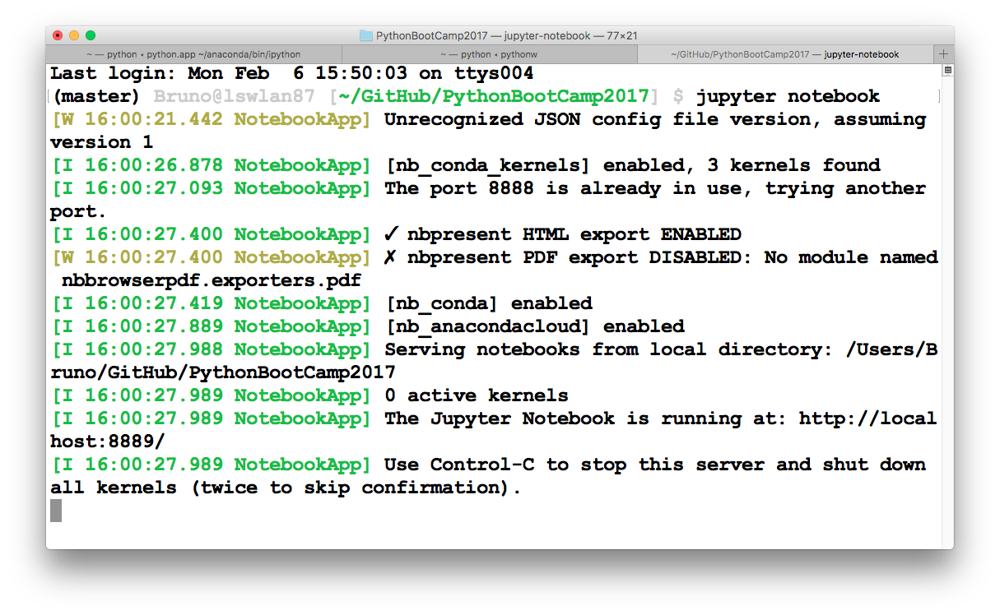 PythonBootCamp2017 — jupyter-notebook — 77×21
~ — python • python.app ~/anaconda/bin/ipython
~ — python • pythonw
~/GitHub/PythonBootCamp2017 — jupyter-notebook
Last login: Mon Feb  6 15:50:03 on ttys004
[(master) Bruno@lswlan87 [~/GitHub/PythonBootCamp2017] $ jupyter notebook ]
[W 16:00:21.442 NotebookApp] Unrecognized JSON config file version, assuming
version 1
[I 16:00:26.878 NotebookApp] [nb_conda_kernels] enabled, 3 kernels found
[I 16:00:27.093 NotebookApp] The port 8888 is already in use, trying another
port.
[I 16:00:27.400 NotebookApp] ✓ nbpresent HTML export ENABLED
[W 16:00:27.400 NotebookApp] ✗ nbpresent PDF export DISABLED: No module named
 nbbrowserpdf.exporters.pdf
[I 16:00:27.419 NotebookApp] [nb_conda] enabled
[I 16:00:27.889 NotebookApp] [nb_anacondacloud] enabled
[I 16:00:27.988 NotebookApp] Serving notebooks from local directory: /Users/B
runo/GitHub/PythonBootCamp2017
[I 16:00:27.989 NotebookApp] 0 active kernels
[I 16:00:27.989 NotebookApp] The Jupyter Notebook is running at: http://local
host:8889/
[I 16:00:27.989 NotebookApp] Use Control-C to stop this server and shut down
all kernels (twice to skip confirmation).